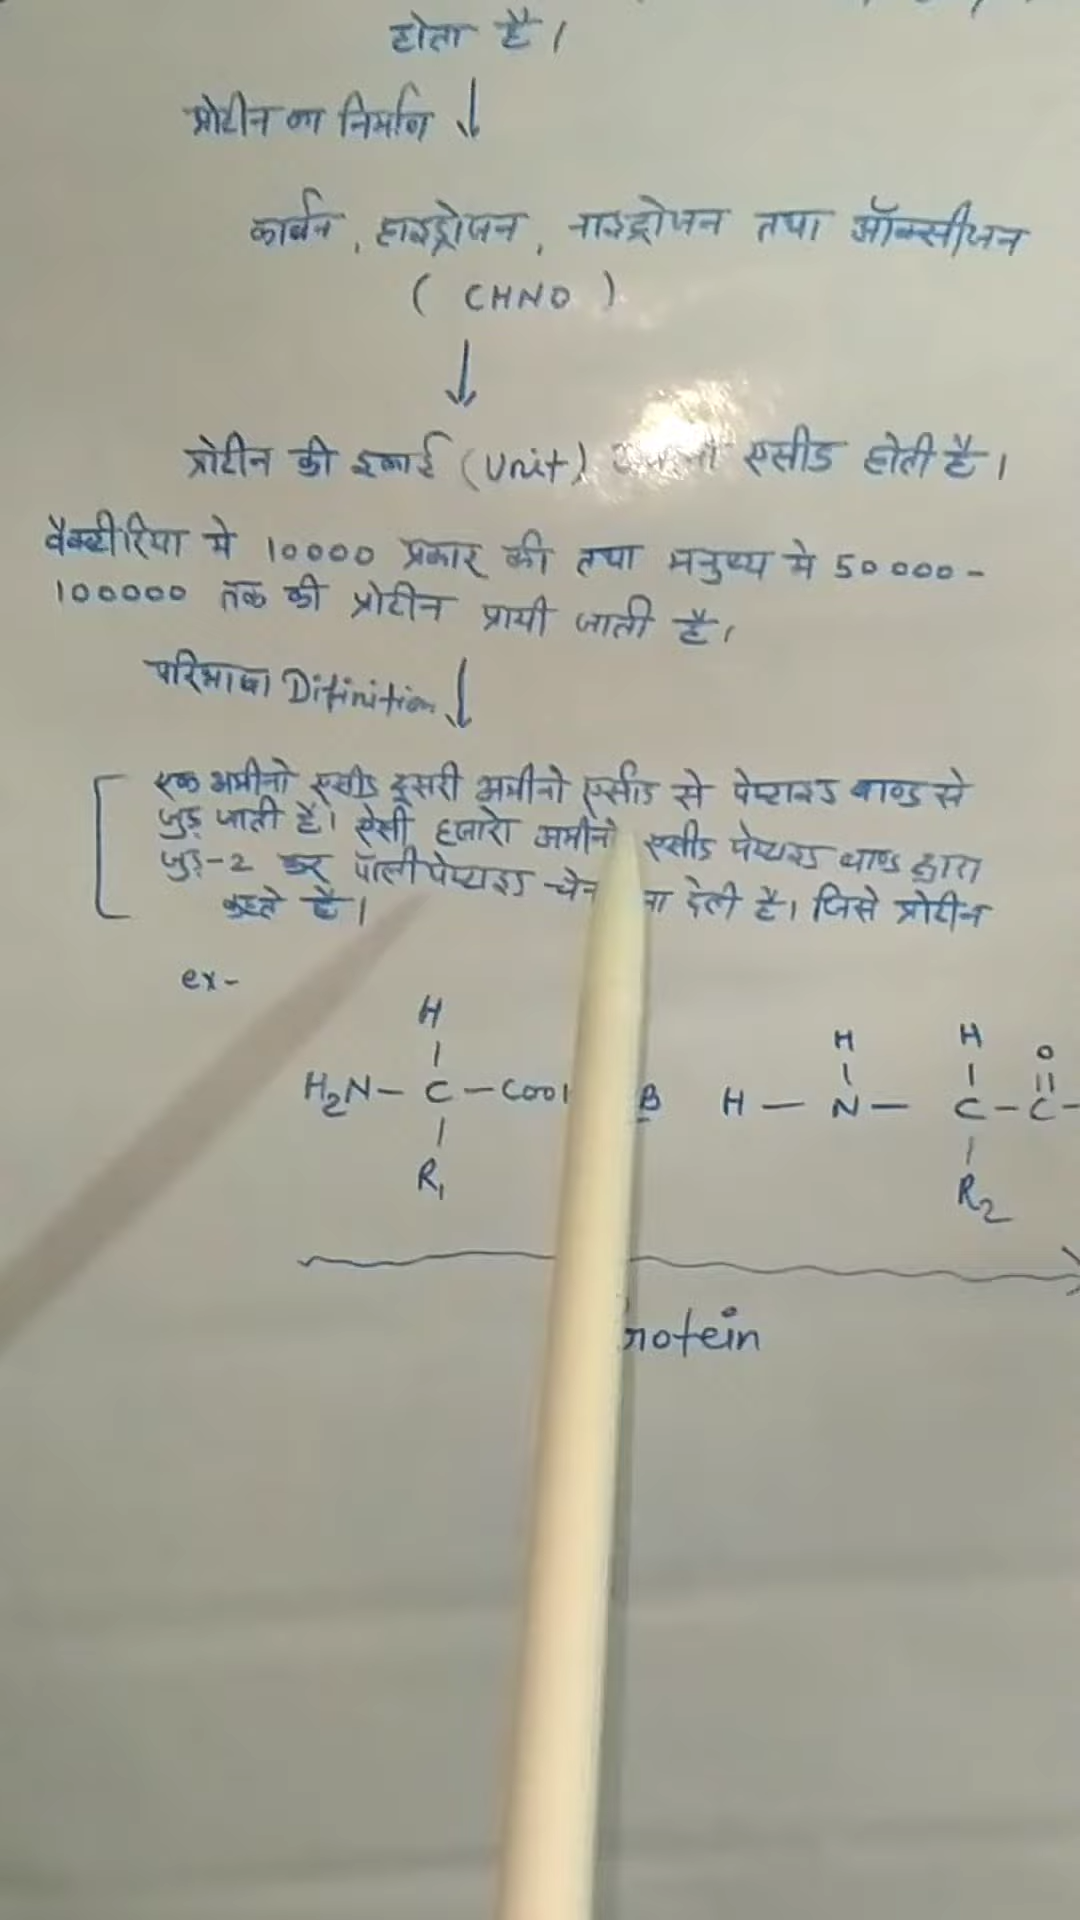 होता है।
प्रोटीन का निर्माण ↓
कार्बन, हाइड्रोजन, नाइट्रोजन तथा ऑक्सीजन
( CHNO )
↓
प्रोटीन की इकाई (Unit) एसीड होती है।
बैक्टीरिया मे 10000 प्रकार की तथा मनुष्य मे 50000-
100000 तक की प्रोटीन प्रायी जाती है।
परिभाषा Difinition ↓
एक अमीनो एसीड दूसरी अमीनो एसीड से पेप्टाइड बाण्ड से
जुड़ जाती है। ऐसी हजारो अमीनो एसीड पेप्टाइड बाण्ड द्वारा
जुड़-2 कर पॉलीपेप्टाइड चेन देती है। जिसे प्रोटीन
कहते है।
ex-
H H H O
H₂N – C – COO B H – N – C – C –
R₁ R₂
rotein